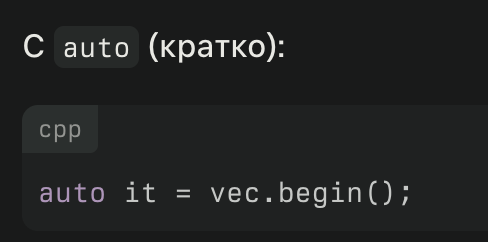 С auto (кратко):
cpp
auto it = vec.begin();